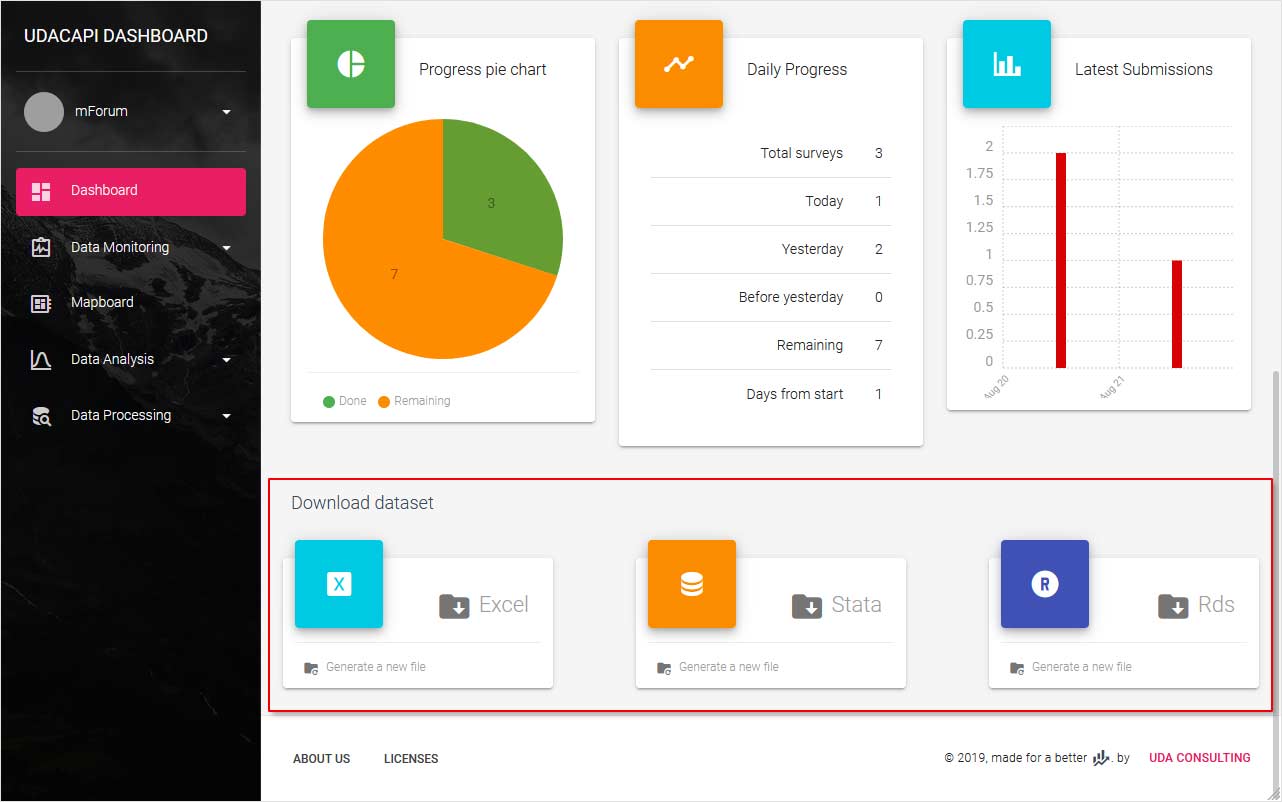 UDACAPI DASHBOARD
mForum
Dashboard
Data Monitoring
Mapboard
Data Analysis
Data Processing
Progress pie chart
3
7
Done Remaining
Daily Progress
Total surveys 3
Today 1
Yesterday 2
Before yesterday 0
Remaining 7
Days from start 1
Latest Submissions
2
1.75
1.5
1.25
1
0.75
0.5
0.25
0
Aug 20 Aug 21
Download dataset
X
Excel
Generate a new file
Stata
Generate a new file
R
Rds
Generate a new file
ABOUT US LICENSES
© 2019, made for a better . by UDA CONSULTING